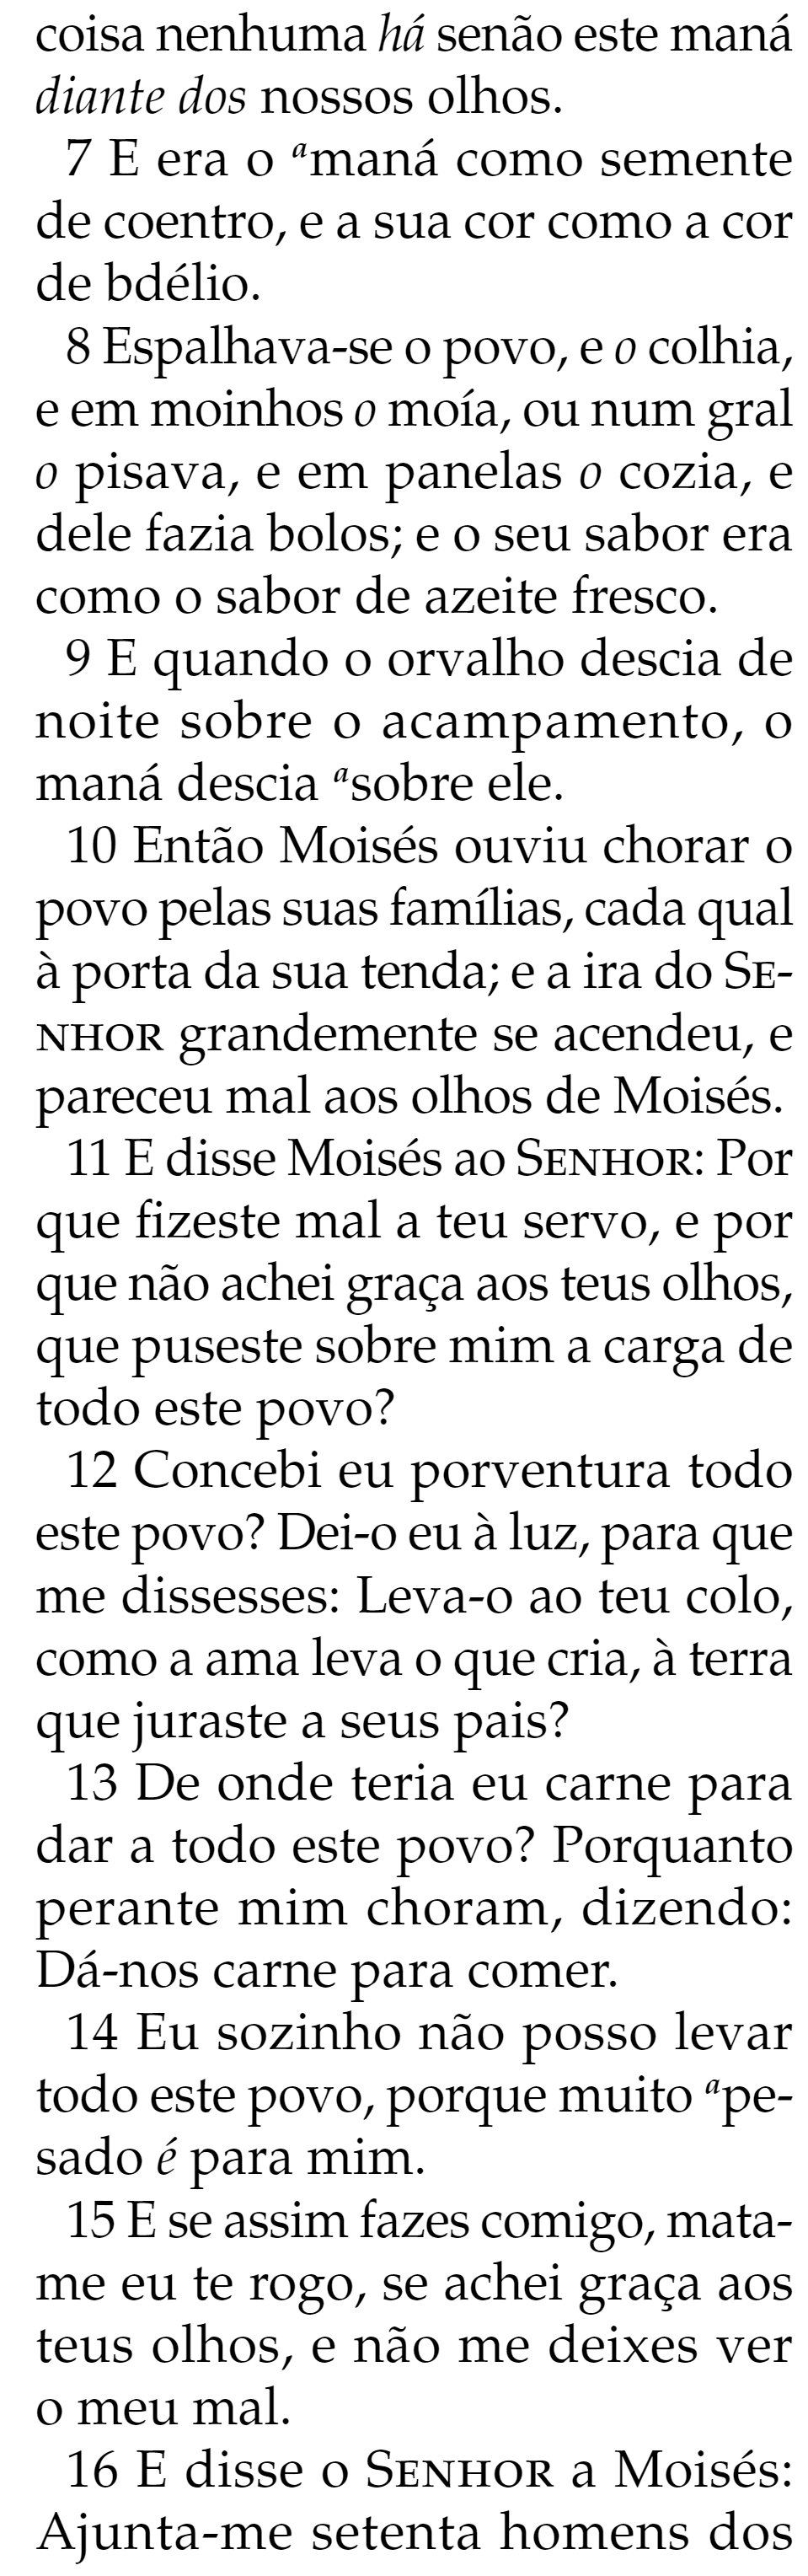 coisa nenhuma há senão este maná
diante dos nossos olhos.
7 E era o ᵃmaná como semente
de coentro, e a sua cor como a cor
de bdélio.
8 Espalhava-se o povo, e o colhia,
e em moinhos o moía, ou num gral
o pisava, e em panelas o cozia, e
dele fazia bolos; e o seu sabor era
como o sabor de azeite fresco.
9 E quando o orvalho descia de
noite sobre o acampamento, o
maná descia ᵃsobre ele.
10 Então Moisés ouviu chorar o
povo pelas suas famílias, cada qual
à porta da sua tenda; e a ira do SE-
NHOR grandemente se acendeu, e
pareceu mal aos olhos de Moisés.
11 E disse Moisés ao SENHOR: Por
que fizeste mal a teu servo, e por
que não achei graça aos teus olhos,
que puseste sobre mim a carga de
todo este povo?
12 Concebi eu porventura todo
este povo? Dei-o eu à luz, para que
me dissesses: Leva-o ao teu colo,
como a ama leva o que cria, à terra
que juraste a seus pais?
13 De onde teria eu carne para
dar a todo este povo? Porquanto
perante mim choram, dizendo:
Dá-nos carne para comer.
14 Eu sozinho não posso levar
todo este povo, porque muito ᵃpe-
sado é para mim.
15 E se assim fazes comigo, mata-
me eu te rogo, se achei graça aos
teus olhos, e não me deixes ver
o meu mal.
16 E disse o SENHOR a Moisés:
Ajunta-me setenta homens dos